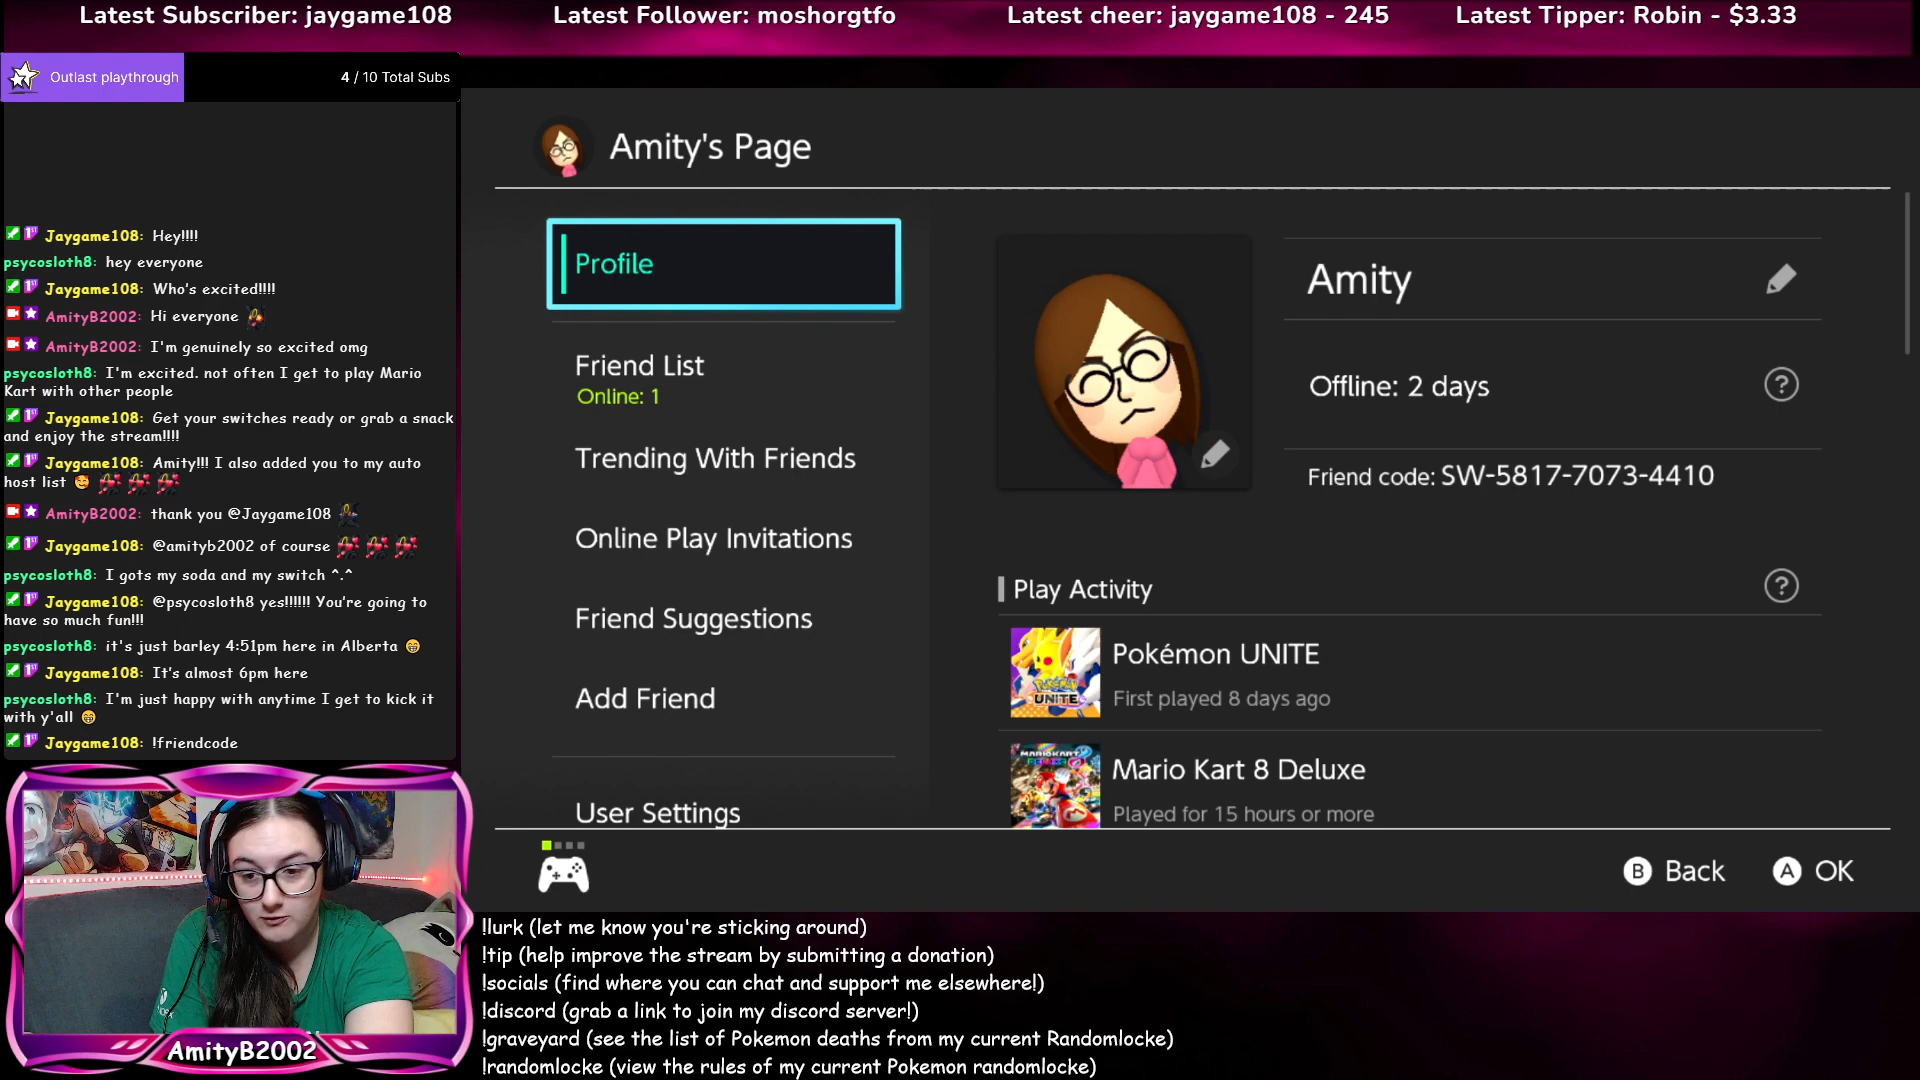 Latest Subscriber: jaygame108
Latest Follower: moshorgtfo
Latest cheer: jaygame108 - 245
Latest Tipper: Robin - $3.33
Outlast playthrough
4 / 10 Total Subs
Jaygame108: Hey!!!!
psycosloth8: hey everyone
Jaygame108: Who's excited!!!!
AmityB2002: Hi everyone
AmityB2002: I'm genuinely so excited omg
psycosloth8: I'm excited. not often I get to play Mario
Kart with other people
Jaygame108: Get your switches ready or grab a snack
and enjoy the stream!!!!
Jaygame108: Amity!!! I also added you to my auto
host list
AmityB2002: thank you @Jaygame108
Jaygame108: @amityb2002 of course
psycosloth8: I gots my soda and my switch ^.^
Jaygame108: @psycosloth8 yes!!!!!! You're going to
have so much fun!!!
psycosloth8: it's just barley 4:51pm here in Alberta
Jaygame108: It's almost 6pm here
psycosloth8: I'm just happy with anytime I get to kick it
with y'all
Jaygame108: !friendcode
AmityB2002
Amity's Page
Profile
Friend List
Online: 1
Trending With Friends
Online Play Invitations
Friend Suggestions
Add Friend
User Settings
Amity
Offline: 2 days
?
Friend code: SW-5817-7073-4410
Play Activity
?
UNITE
Pokémon UNITE
First played 8 days ago
Mario Kart 8 Deluxe
Played for 15 hours or more
B Back
A OK
!lurk (let me know you're sticking around)
!tip (help improve the stream by submitting a donation)
!socials (find where you can chat and support me elsewhere!)
!discord (grab a link to join my discord server!)
!graveyard (see the list of Pokemon deaths from my current Randomlocke)
!randomlocke (view the rules of my current Pokemon randomlocke)